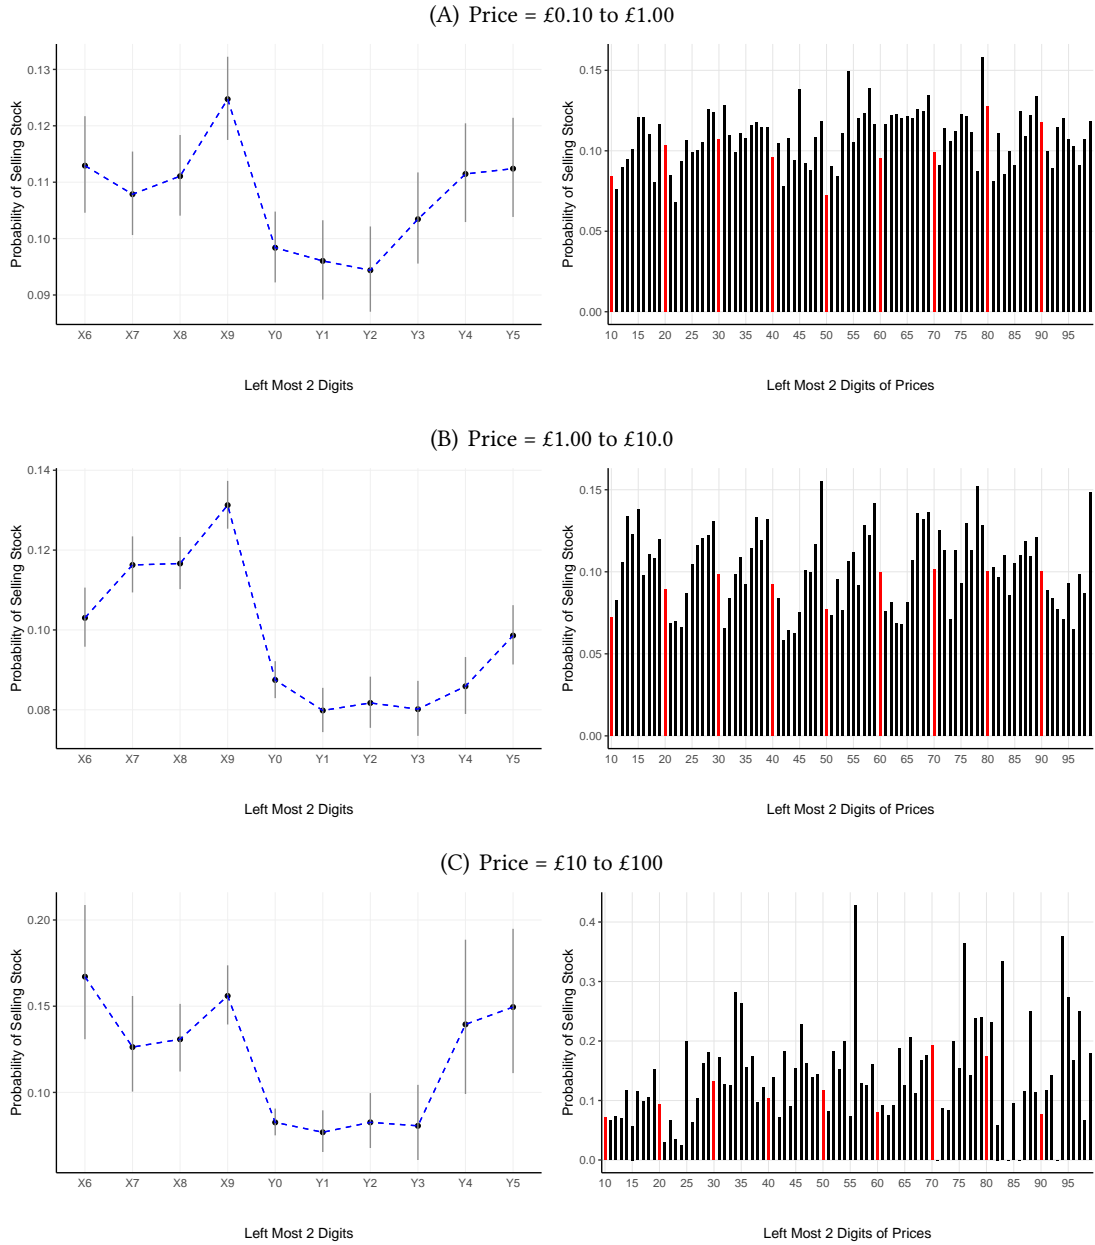 (A) Price = £0.10 to £1.00
Probability of Selling Stock
0.13
0.12
0.11
0.10
0.09
X6 X7 X8 X9 Y0 Y1 Y2 Y3 Y4 Y5
Left Most 2 Digits
Probability of Selling Stock
0.15
0.10
0.05
0.00
10 15 20 25 30 35 40 45 50 55 60 65 70 75 80 85 90 95
Left Most 2 Digits of Prices
(B) Price = £1.00 to £10.0
Probability of Selling Stock
0.14
0.12
0.10
0.08
X6 X7 X8 X9 Y0 Y1 Y2 Y3 Y4 Y5
Left Most 2 Digits
Probability of Selling Stock
0.15
0.10
0.05
0.00
10 15 20 25 30 35 40 45 50 55 60 65 70 75 80 85 90 95
Left Most 2 Digits of Prices
(C) Price = £10 to £100
Probability of Selling Stock
0.20
0.15
0.10
X6 X7 X8 X9 Y0 Y1 Y2 Y3 Y4 Y5
Left Most 2 Digits
Probability of Selling Stock
0.4
0.3
0.2
0.1
0.0
10 15 20 25 30 35 40 45 50 55 60 65 70 75 80 85 90 95
Left Most 2 Digits of Prices